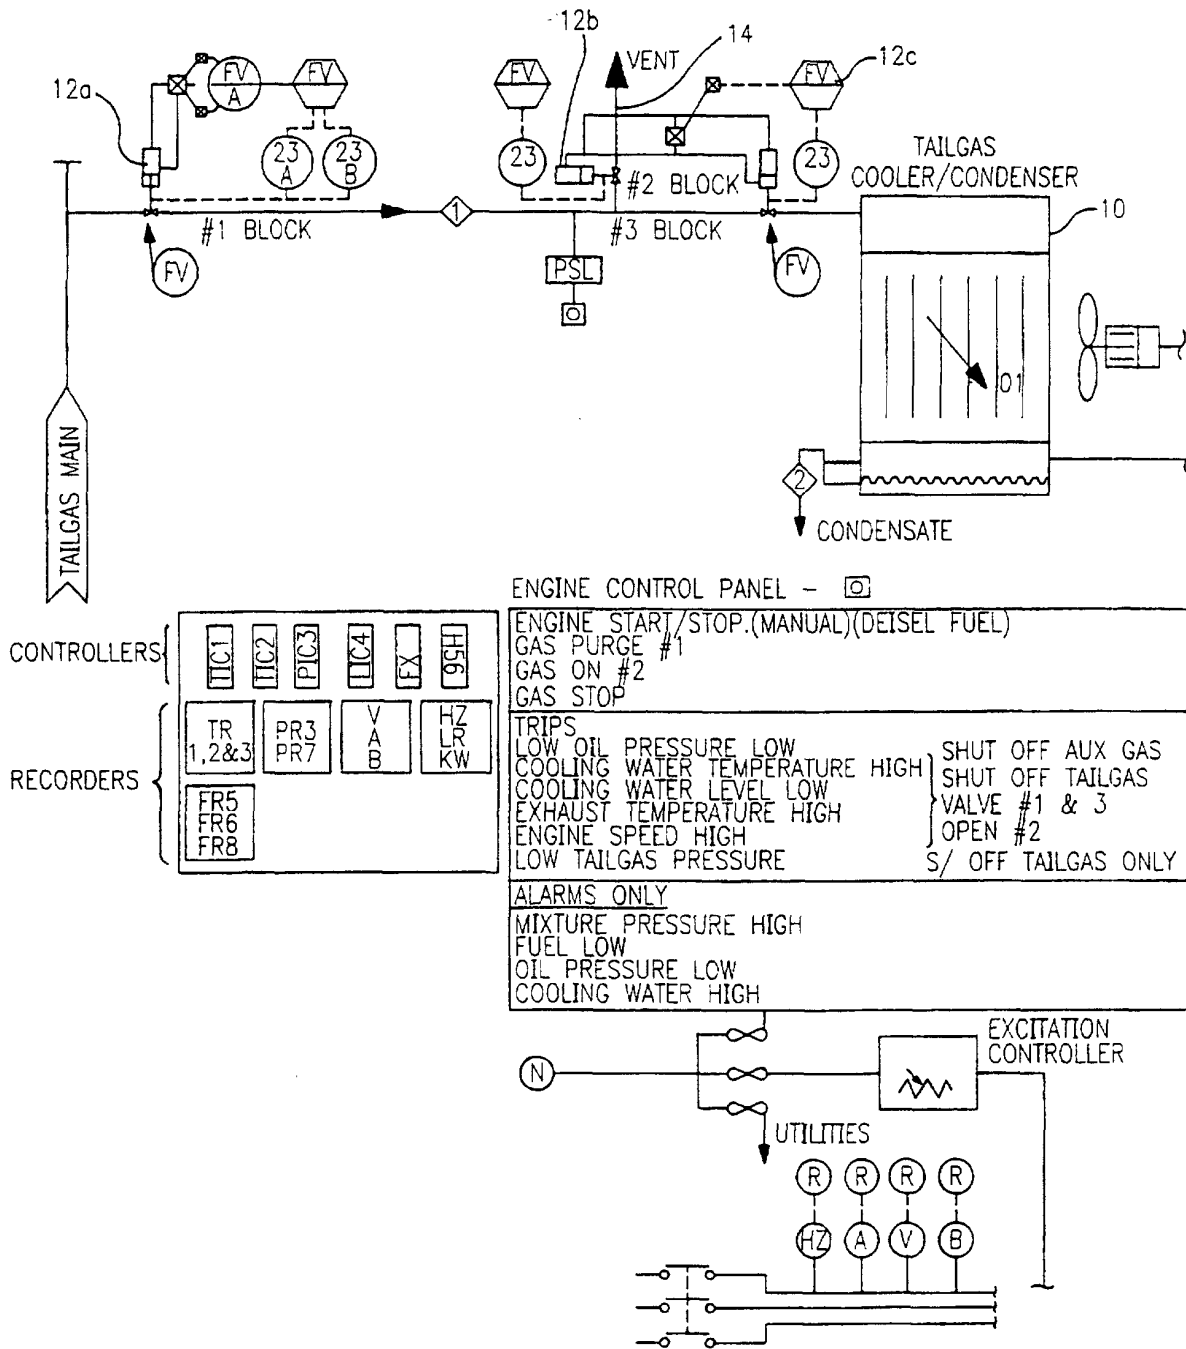 12b
14
VENT
12c
12a
FV
A
FV
FV
FV
23
A
23
B
23
23
TAILGAS
COOLER/CONDENSER
#2 BLOCK
10
1
#1 BLOCK
#3 BLOCK
FV
PSL
FV
01
TAILGAS MAIN
2
CONDENSATE
ENGINE CONTROL PANEL -
CONTROLLERS
TIC1
TIC2
PIC3
LIC4
FX
H56
RECORDERS
TR
1,2&3
PR3
PR7
V
A
B
HZ
LR
KW
FR5
FR6
FR8
ENGINE START/STOP.(MANUAL)(DEISEL FUEL)
GAS PURGE #1
GAS ON #2
GAS STOP
TRIPS
LOW OIL PRESSURE LOW
COOLING WATER TEMPERATURE HIGH
COOLING WATER LEVEL LOW
EXHAUST TEMPERATURE HIGH
ENGINE SPEED HIGH
LOW TAILGAS PRESSURE
SHUT OFF AUX GAS
SHUT OFF TAILGAS
VALVE #1 & 3
OPEN #2
S/ OFF TAILGAS ONLY
ALARMS ONLY
MIXTURE PRESSURE HIGH
FUEL LOW
OIL PRESSURE LOW
COOLING WATER HIGH
EXCITATION
CONTROLLER
N
UTILITIES
R
R
R
R
HZ
A
V
B